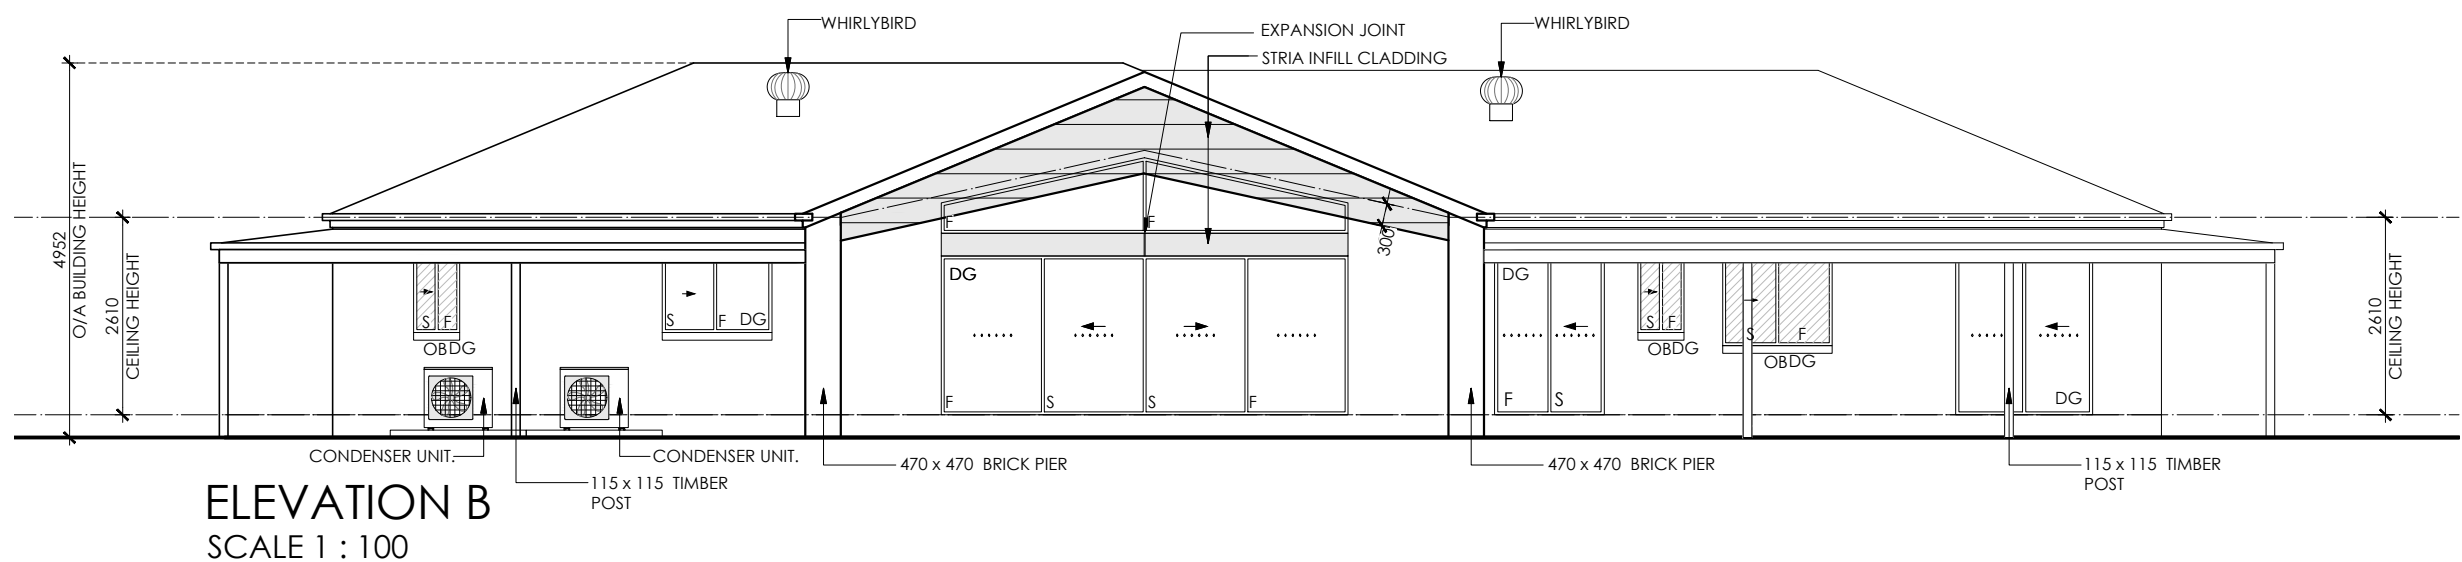 WHIRLYBIRD
EXPANSION JOINT
STRIA INFILL CLADDING
WHIRLYBIRD
4952
O/A BUILDING HEIGHT
2610
CEILING HEIGHT
F
F
300
2610
CEILING HEIGHT
S F
OBDG
S F DG
DG
F S S F
DG
F S
S F
OBDG
S F
OBDG
DG
CONDENSER UNIT.
CONDENSER UNIT.
115 x 115 TIMBER
POST
470 x 470 BRICK PIER
470 x 470 BRICK PIER
115 x 115 TIMBER
POST
ELEVATION B
SCALE 1 : 100